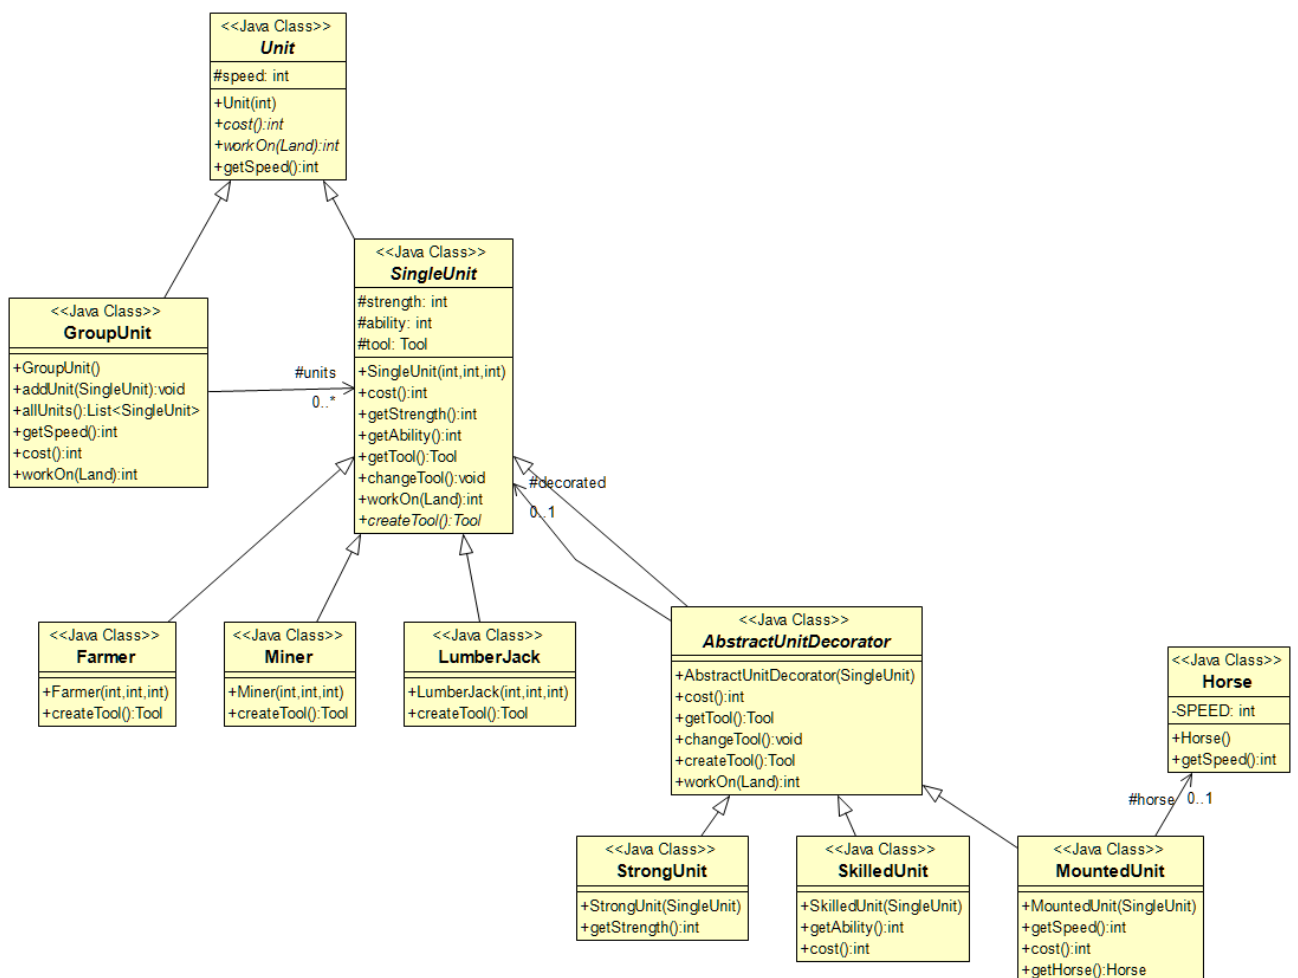 <<Java Class>>
Unit
#speed: int
+Unit(int)
+cost():int
+workOn(Land):int
+getSpeed():int
<<Java Class>>
SingleUnit
#strength: int
#ability: int
#tool: Tool
+SingleUnit(int,int,int)
+cost():int
+getStrength():int
+getAbility():int
+getTool():Tool
+changeTool():void
+workOn(Land):int
+createTool():Tool
<<Java Class>>
GroupUnit
+GroupUnit()
+addUnit(SingleUnit):void
+allUnits():List<SingleUnit>
+getSpeed():int
+cost():int
+workOn(Land):int
#units
0..*
#decorated
0..1
<<Java Class>>
Farmer
+Farmer(int,int,int)
+createTool():Tool
<<Java Class>>
Miner
+Miner(int,int,int)
+createTool():Tool
<<Java Class>>
LumberJack
+LumberJack(int,int,int)
+createTool():Tool
<<Java Class>>
AbstractUnitDecorator
+AbstractUnitDecorator(SingleUnit)
+cost():int
+getTool():Tool
+changeTool():void
+createTool():Tool
+workOn(Land):int
<<Java Class>>
Horse
-SPEED: int
+Horse()
+getSpeed():int
#horse
0..1
<<Java Class>>
StrongUnit
+StrongUnit(SingleUnit)
+getStrength():int
<<Java Class>>
SkilledUnit
+SkilledUnit(SingleUnit)
+getAbility():int
+cost():int
<<Java Class>>
MountedUnit
+MountedUnit(SingleUnit)
+getSpeed():int
+cost():int
+getHorse():Horse